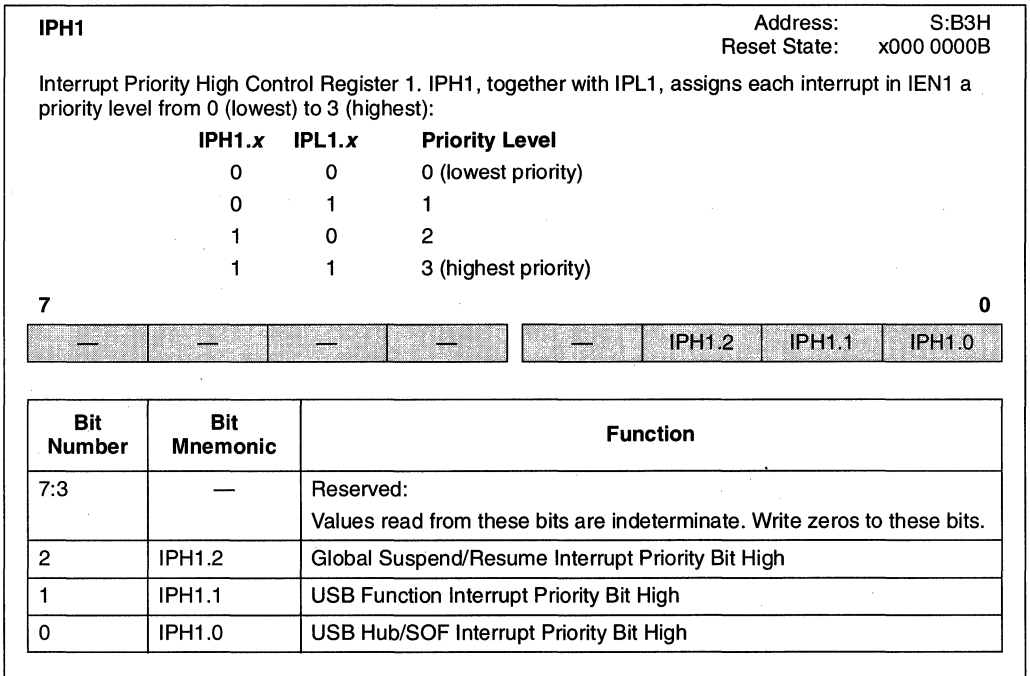 IPH1 Address: S:B3H
Reset State: x000 0000B
Interrupt Priority High Control Register 1. IPH1, together with IPL1, assigns each interrupt in IEN1 a
priority level from 0 (lowest) to 3 (highest):
IPH1.x IPL1.x Priority Level
0 0 0 (lowest priority)
0 1 1
1 0 2
1 1 3 (highest priority)
7 0
— — — — — IPH1.2 IPH1.1 IPH1.0
Bit Number Bit Mnemonic Function
7:3 — Reserved:
Values read from these bits are indeterminate. Write zeros to these bits.
2 IPH1.2 Global Suspend/Resume Interrupt Priority Bit High
1 IPH1.1 USB Function Interrupt Priority Bit High
0 IPH1.0 USB Hub/SOF Interrupt Priority Bit High